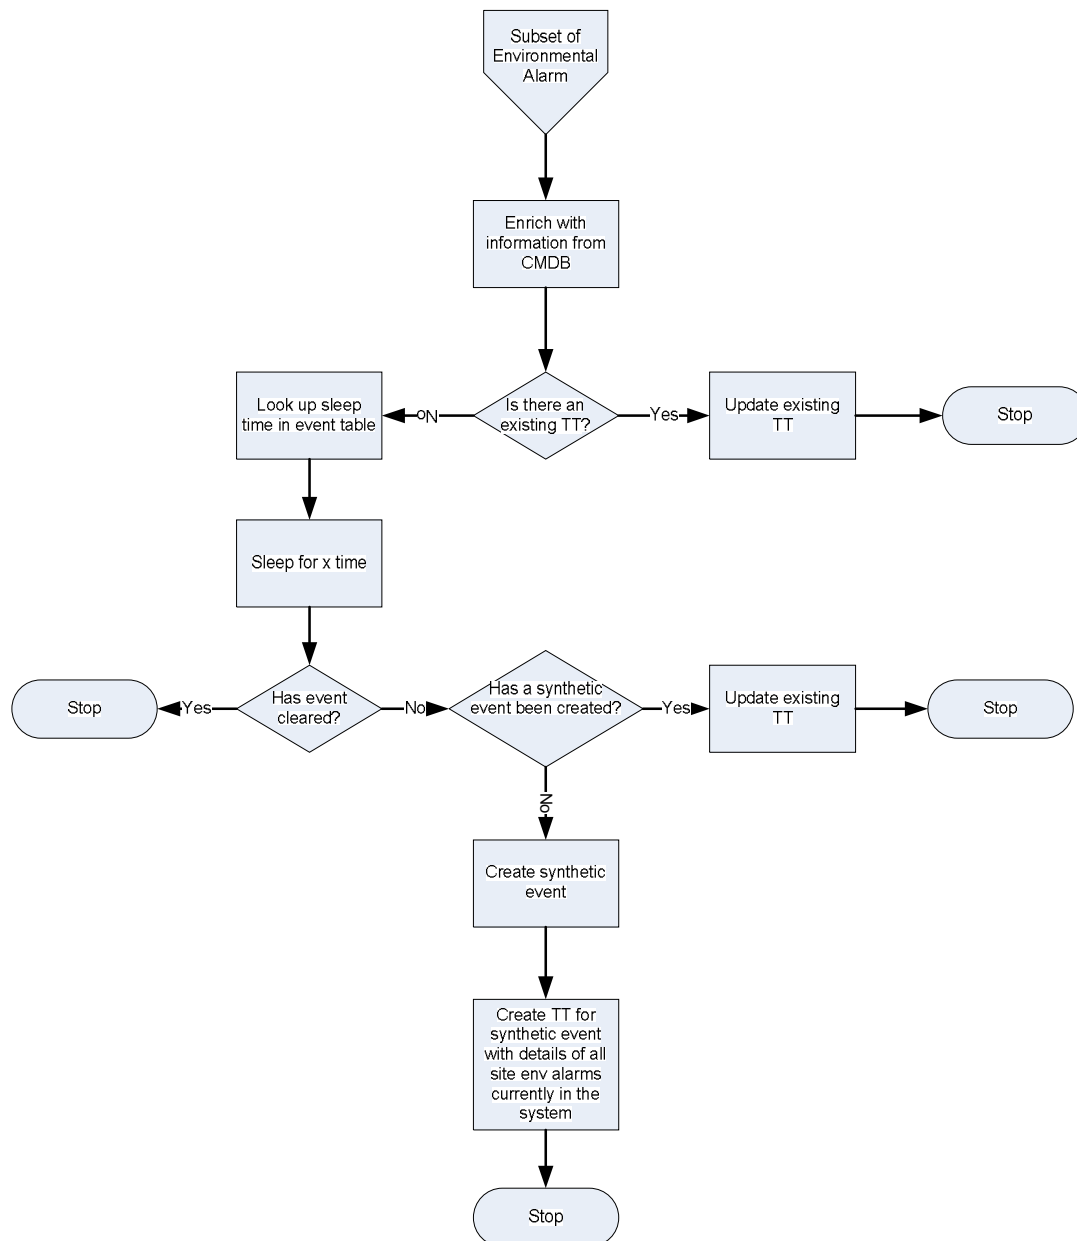 Subset of
Environmental
Alarm
Enrich with
information from
CMDB
Look up sleep
time in event table
No
Is there an
existing TT?
Yes
Update existing
TT
Stop
Sleep for x time
Stop
Yes
Has event
cleared?
No
Has a synthetic
event been created?
Yes
Update existing
TT
Stop
No
Create synthetic
event
Create TT for
synthetic event
with details of all
site env alarms
currently in the
system
Stop